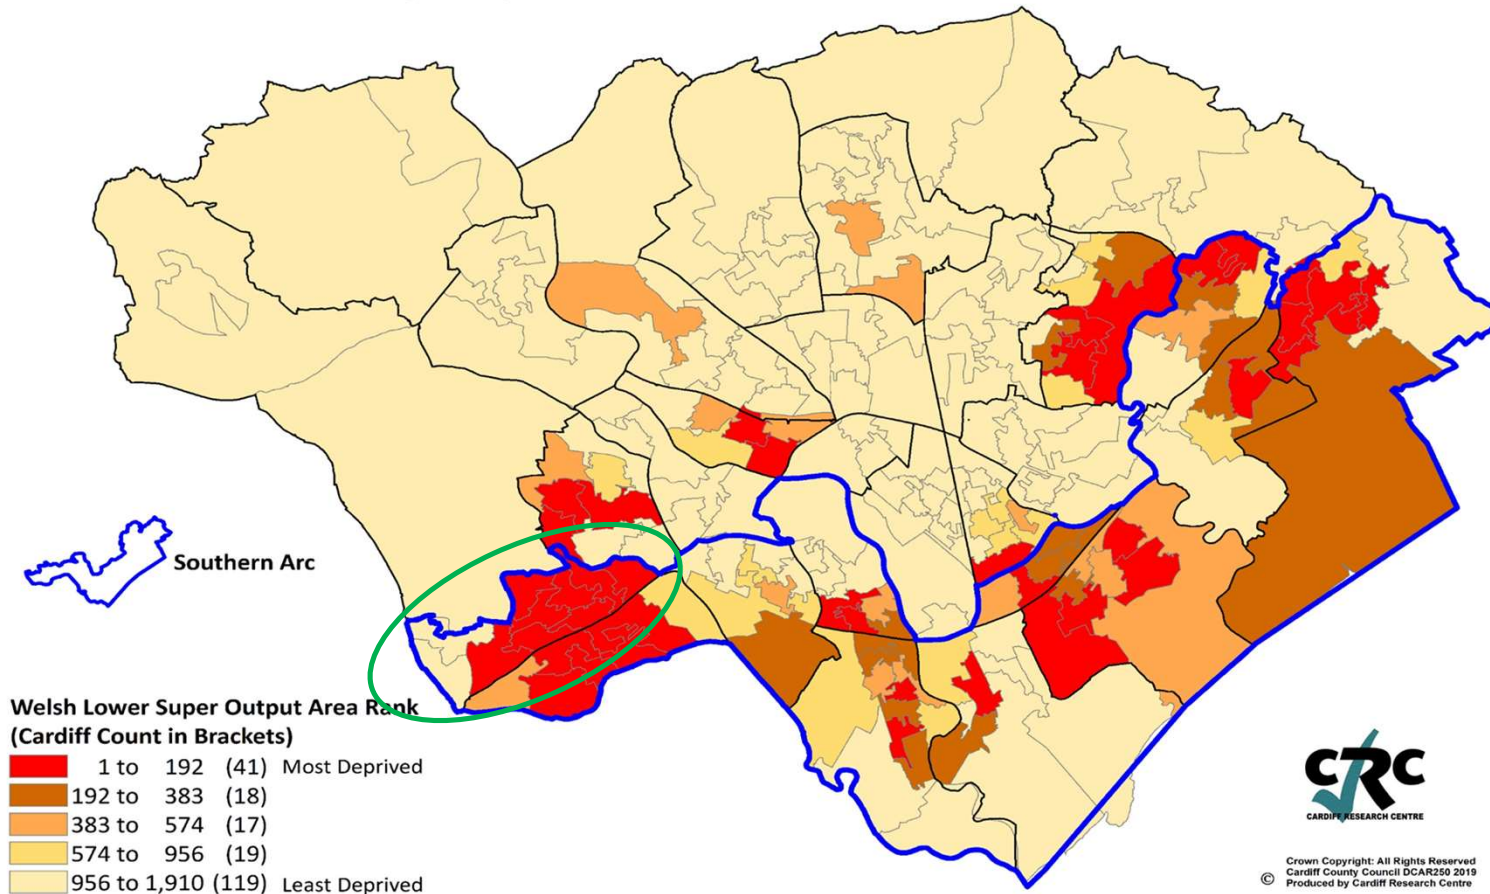 Southern Arc
Welsh Lower Super Output Area Rank
(Cardiff Count in Brackets)
1 to 192 (41) Most Deprived
192 to 383 (18)
383 to 574 (17)
574 to 956 (19)
956 to 1,910 (119) Least Deprived
CRC
CARDIFF RESEARCH CENTRE
Crown Copyright: All Rights Reserved
Cardiff County Council DCAR250 2019
© Produced by Cardiff Research Centre